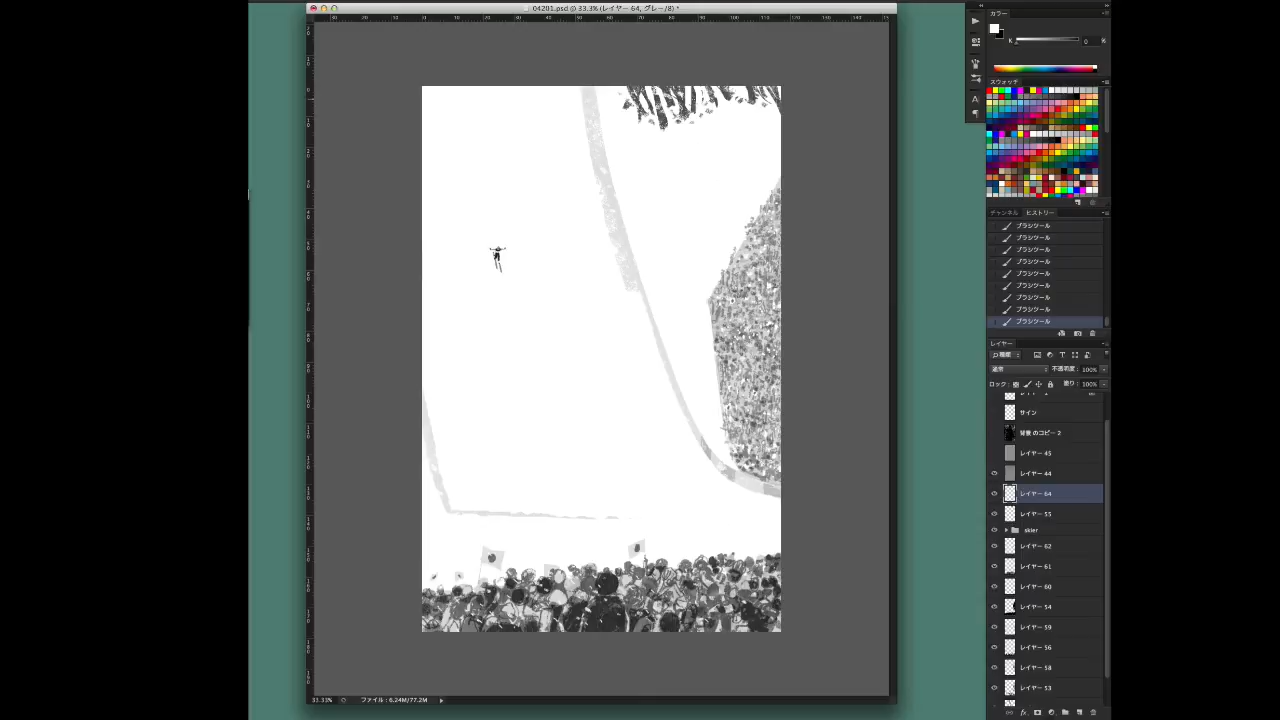 04201.psd @ 33.3% (レイヤー 64, グレー/8) *
カラー
K
0
%
スウォッチ
チャンネル
ヒストリー
ブラシツール
ブラシツール
ブラシツール
ブラシツール
ブラシツール
ブラシツール
ブラシツール
ブラシツール
ブラシツール
レイヤー
種類
通常
不透明度: 100%
ロック:
塗り: 100%
サイン
背景 のコピー 2
レイヤー 45
レイヤー 44
レイヤー 64
レイヤー 55
skier
レイヤー 62
レイヤー 61
レイヤー 60
レイヤー 54
レイヤー 59
レイヤー 56
レイヤー 58
レイヤー 53
33.33%
ファイル : 6.24M/77.2M